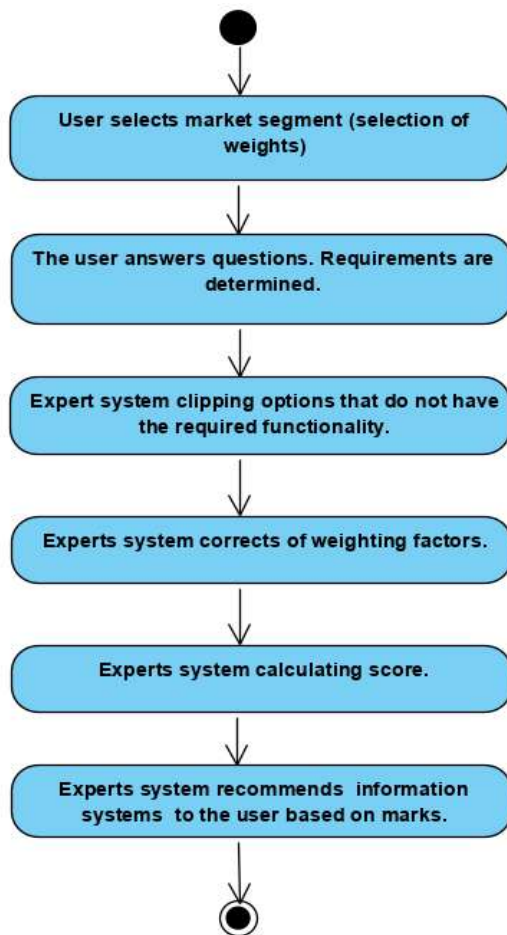 User selects market segment (selection of
weights)
The user answers questions. Requirements are
determined.
Expert system clipping options that do not have
the required functionality.
Experts system corrects of weighting factors.
Experts system calculating score.
Experts system recommends information
systems to the user based on marks.